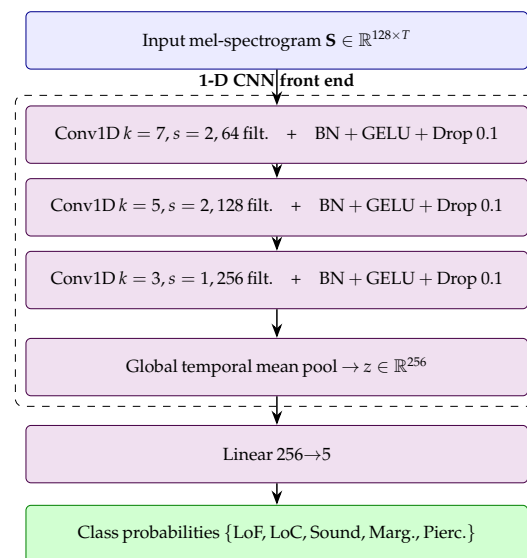 Input mel-spectrogram S ∈ ℝ^{128×T}
1-D CNN front end
Conv1D k = 7, s = 2, 64 filt. + BN + GELU + Drop 0.1
Conv1D k = 5, s = 2, 128 filt. + BN + GELU + Drop 0.1
Conv1D k = 3, s = 1, 256 filt. + BN + GELU + Drop 0.1
Global temporal mean pool → z ∈ ℝ^{256}
Linear 256→5
Class probabilities {LoF, LoC, Sound, Marg., Pierc.}